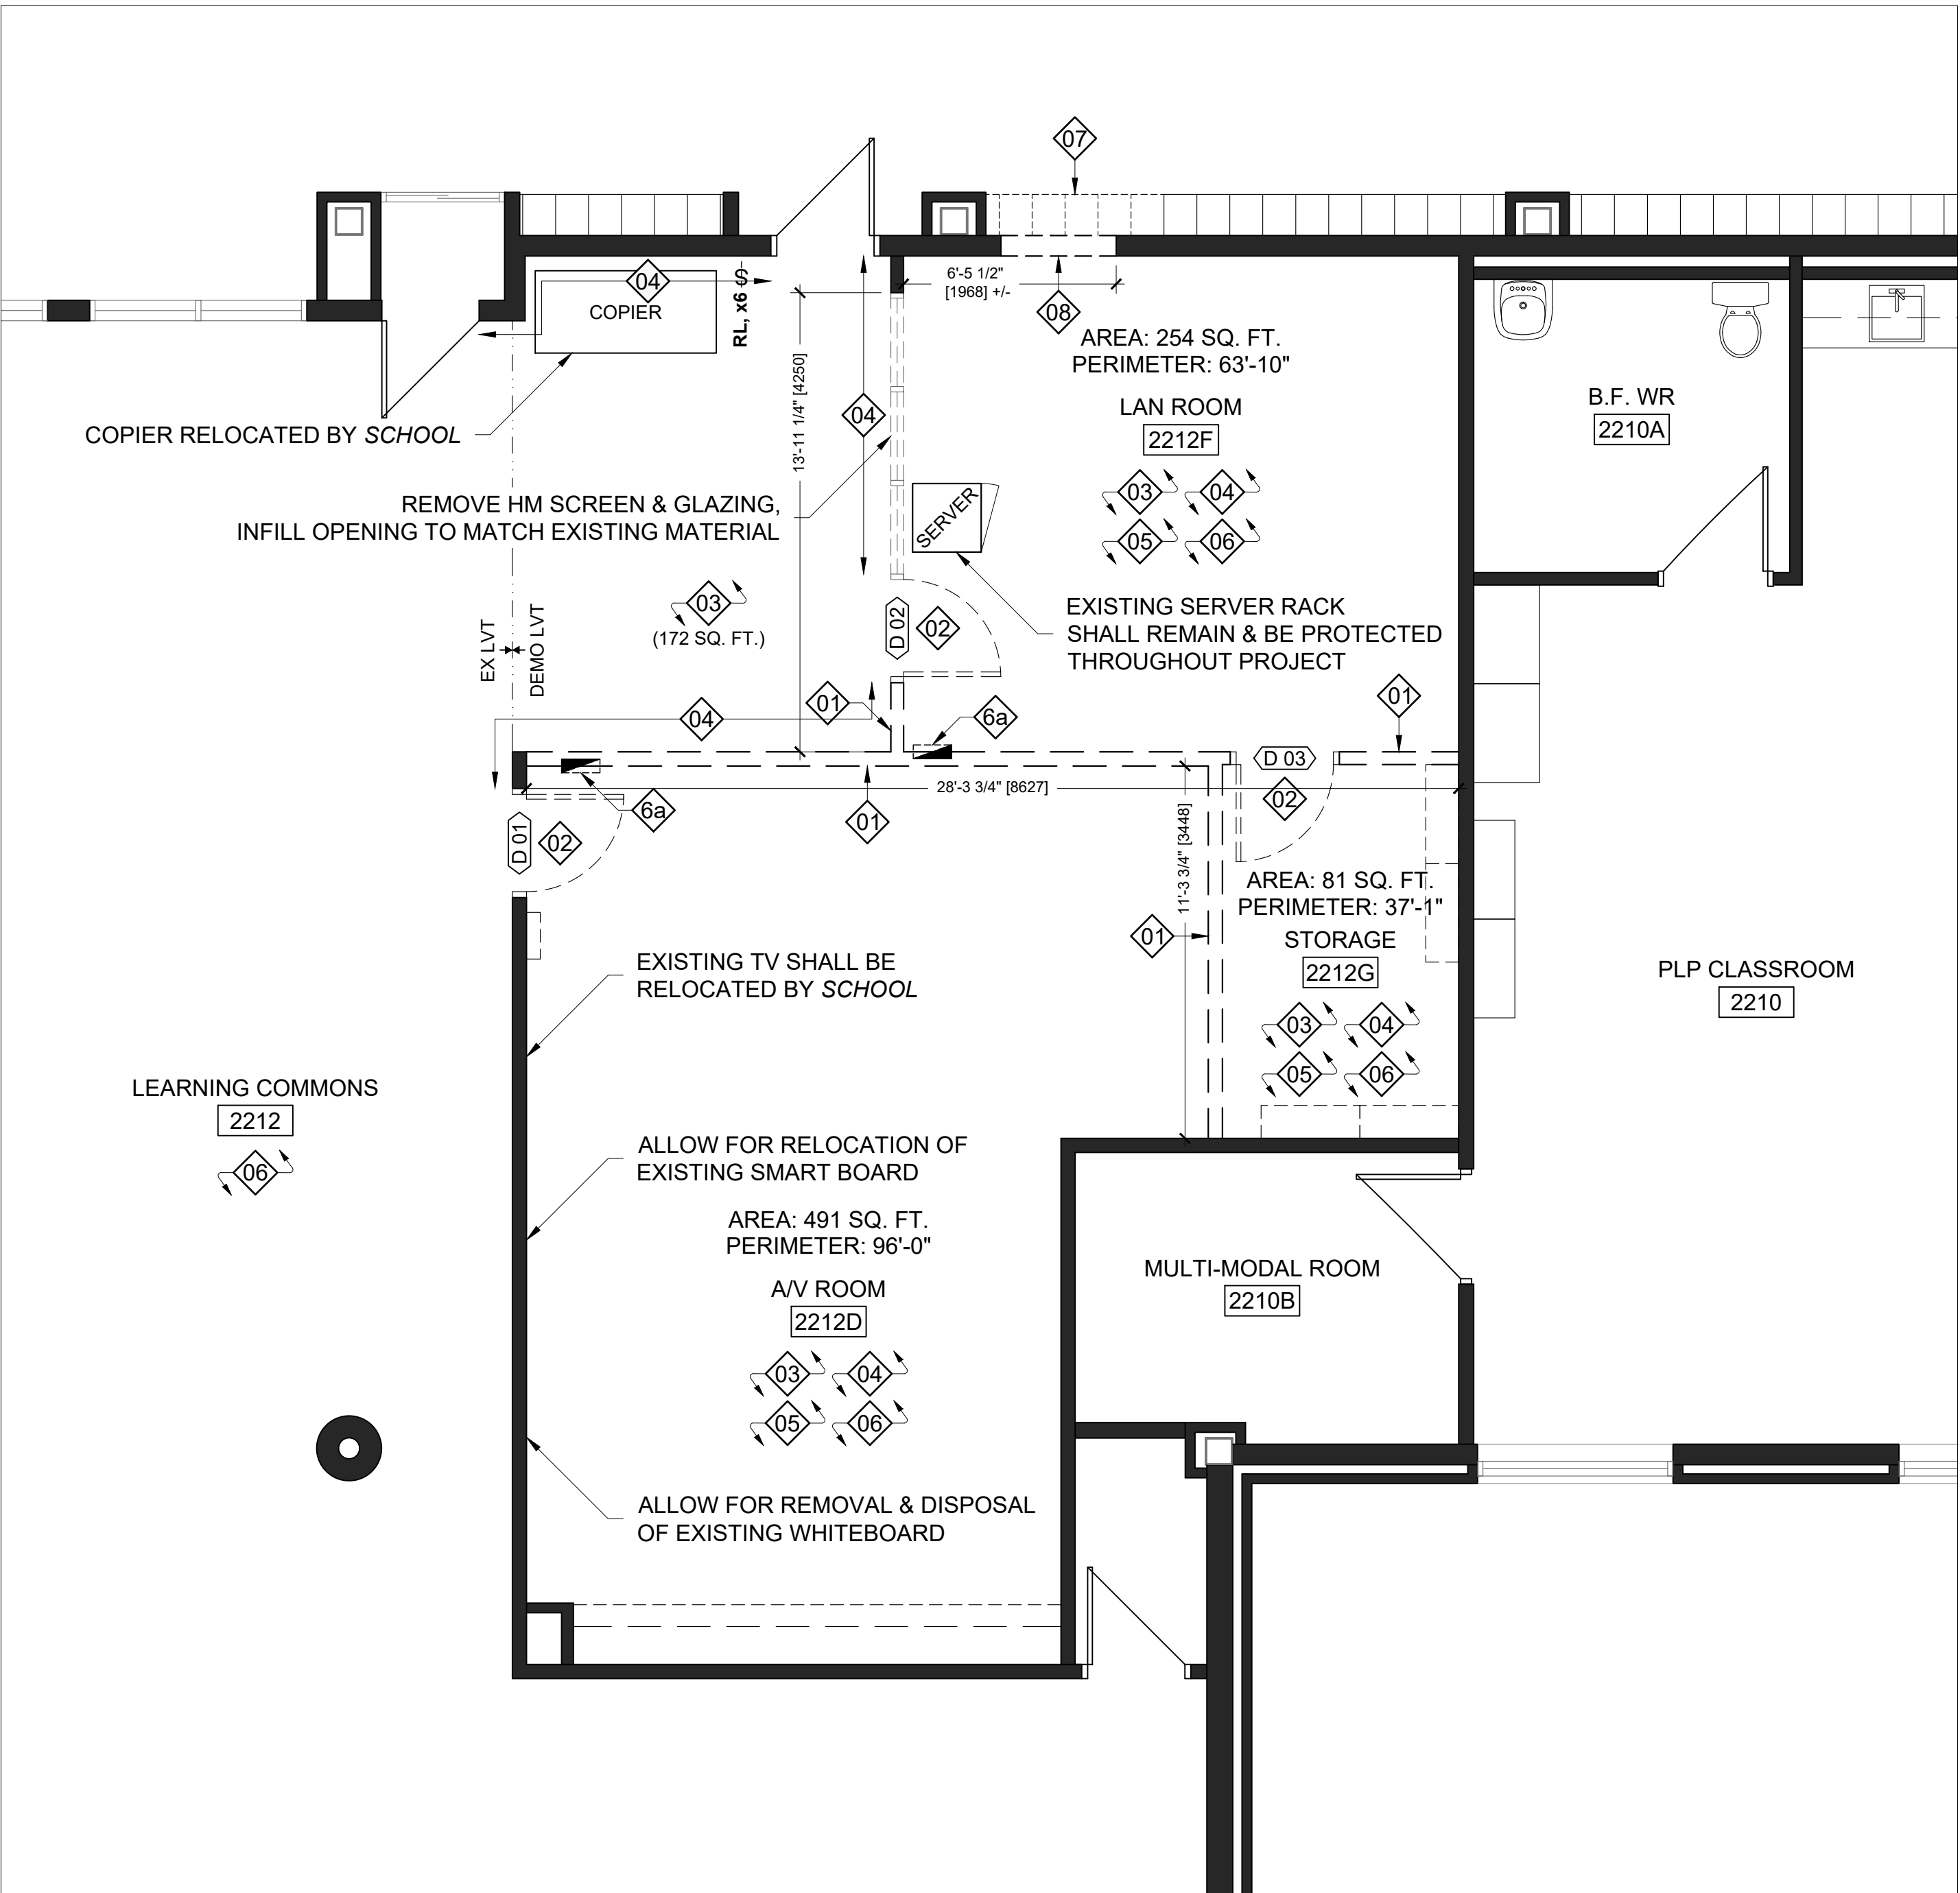 07
04
COPIER
RL, x6 S
6'-5 1/2"
[1968] +/-
08
AREA: 254 SQ. FT.
PERIMETER: 63'-10"
LAN ROOM
2212F
03 04
05 06
B.F. WR
2210A
COPIER RELOCATED BY SCHOOL
13'-11 1/4" [4250]
04
REMOVE HM SCREEN & GLAZING,
INFILL OPENING TO MATCH EXISTING MATERIAL
SERVER
EXISTING SERVER RACK
SHALL REMAIN & BE PROTECTED
THROUGHOUT PROJECT
03
(172 SQ. FT.)
EX LVT
DEMO LVT
D 02
02
01
04
6a
01
D 03
02
28'-3 3/4" [8627]
6a
01
D 01
02
11'-3 3/4" [3448]
01
AREA: 81 SQ. FT.
PERIMETER: 37'-1"
STORAGE
2212G
03 04
05 06
PLP CLASSROOM
2210
EXISTING TV SHALL BE
RELOCATED BY SCHOOL
LEARNING COMMONS
2212
06
ALLOW FOR RELOCATION OF
EXISTING SMART BOARD
AREA: 491 SQ. FT.
PERIMETER: 96'-0"
A/V ROOM
2212D
03 04
05 06
MULTI-MODAL ROOM
2210B
ALLOW FOR REMOVAL & DISPOSAL
OF EXISTING WHITEBOARD